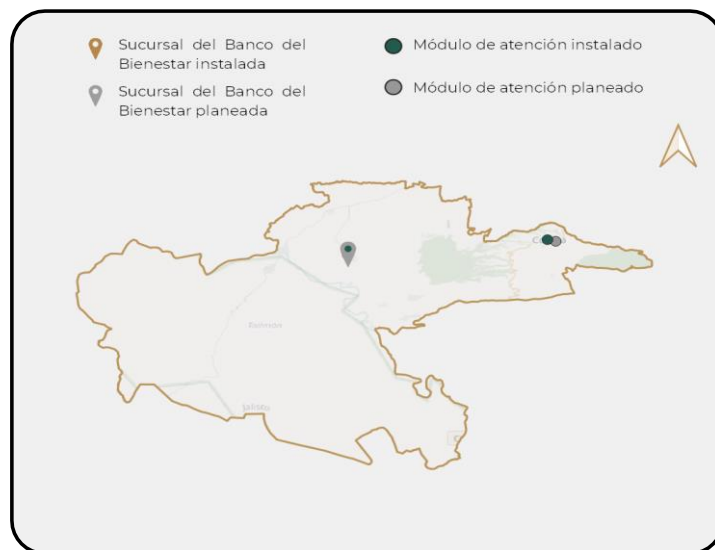 Sucursal del Banco del
Bienestar instalada
Sucursal del Banco del
Bienestar planeada
Módulo de atención instalado
Módulo de atención planeado
Jalisco